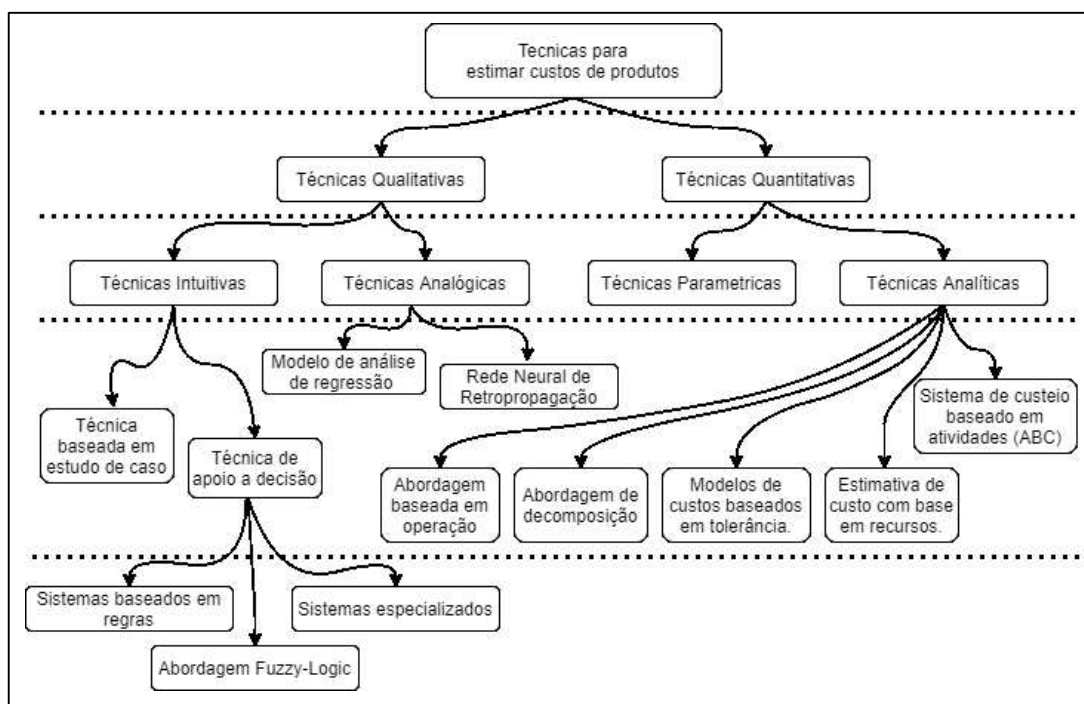 Tecnicas para
estimar custos de produtos
Técnicas Qualitativas
Técnicas Quantitativas
Técnicas Intuitivas
Técnicas Analógicas
Técnicas Parametricas
Técnicas Analíticas
Modelo de análise
de regressão
Rede Neural de
Retropropagação
Sistema de custeio
baseado em
atividades (ABC)
Técnica
baseada em
estudo de caso
Técnica de
apoio a decisão
Abordagem
baseada em
operação
Abordagem de
decomposição
Modelos de
custos baseados
em tolerância.
Estimativa de
custo com base
em recursos.
Sistemas baseados em
regras
Sistemas especializados
Abordagem Fuzzy-Logic